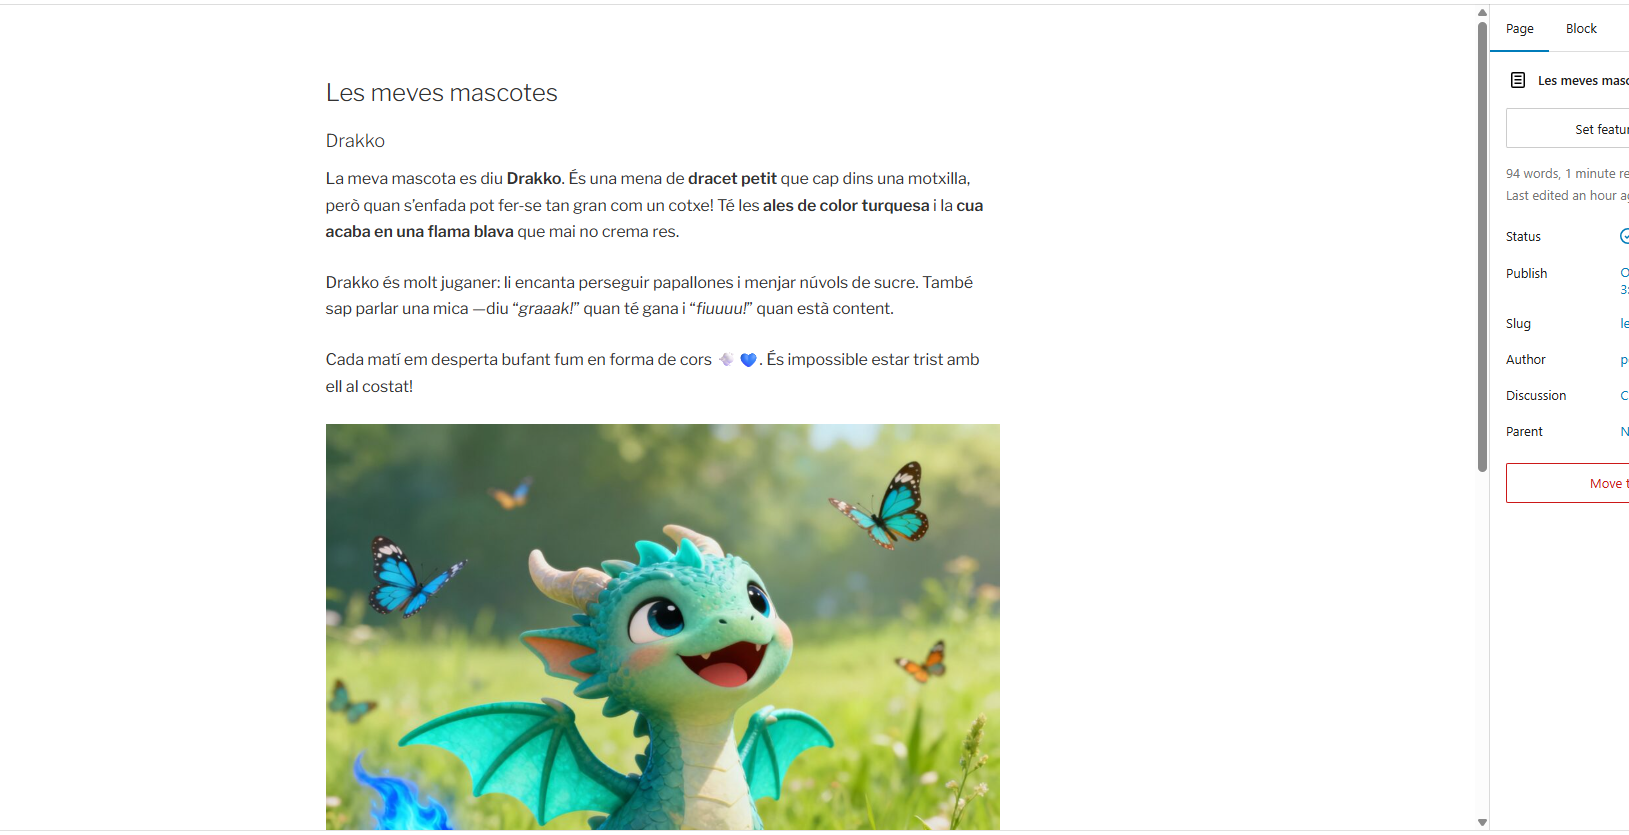 Les meves mascotes
Drakko
La meva mascota es diu Drakko. És una mena de dracet petit que cap dins una motxilla,
però quan s’enfada pot fer-se tan gran com un cotxe! Té les ales de color turquesa i la cua
acaba en una flama blava que mai no crema res.
Drakko és molt juganer: li encanta perseguir papallones i menjar núvols de sucre. També
sap parlar una mica —diu “graaak!” quan té gana i “fiuuuu!” quan està content.
Cada matí em desperta bufant fum en forma de cors 💨 💙. És impossible estar trist amb
ell al costat!
Page Block
Les meves
Set
94 words, 1 minute
Last edited an hour
Status
Publish
Slug
Author
Discussion
Parent
Move